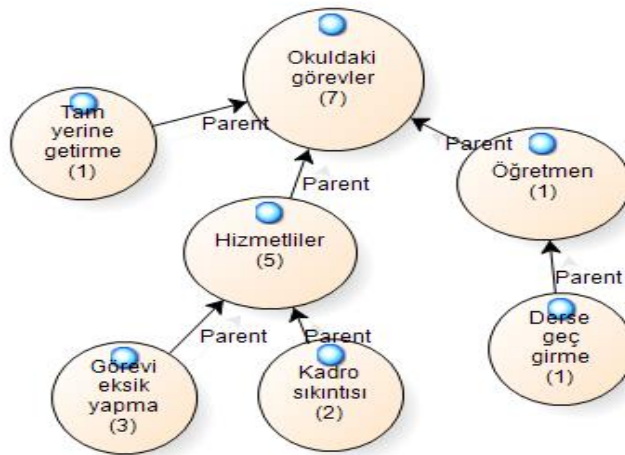 Okuldaki
görevler
(7)
Tam
yerine
getirme
(1)
Parent
Parent
Öğretmen
(1)
Parent
Hizmetliler
(5)
Parent
Parent
Parent
Görevi
eksik
yapma
(3)
Kadro
sıkıntısı
(2)
Derse
geç
girme
(1)